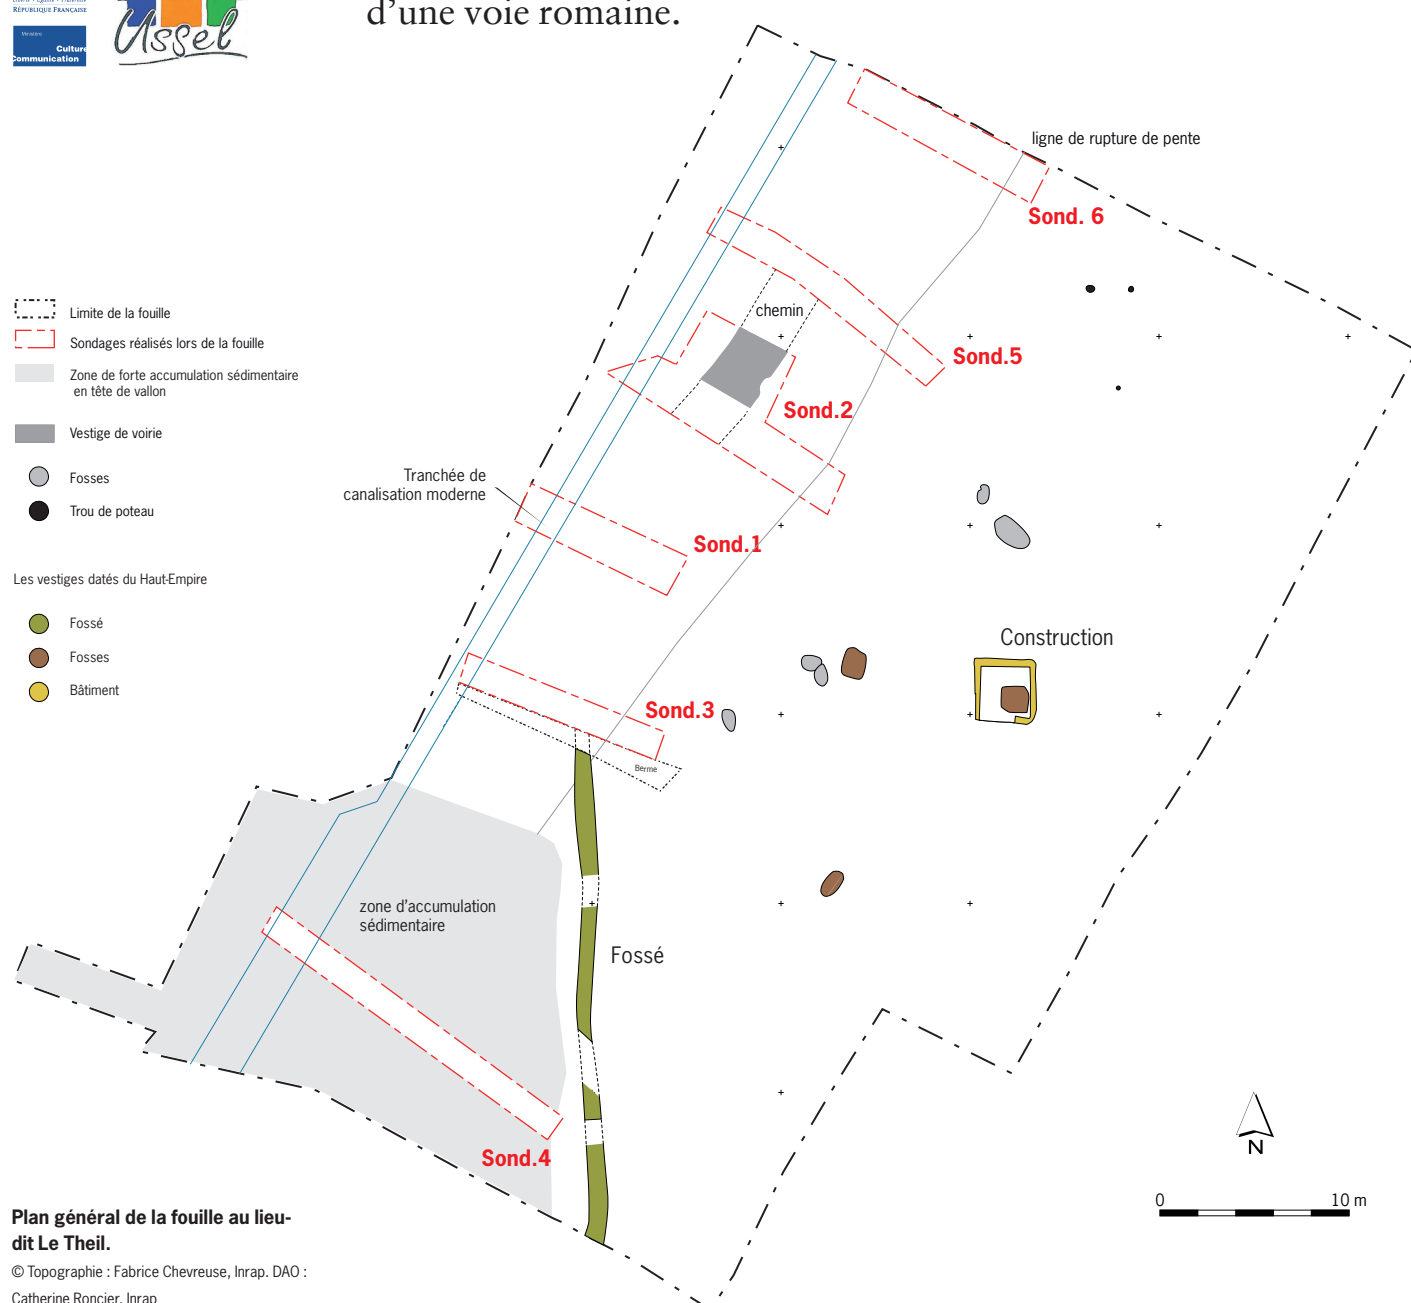 Liberté • Égalité • Fraternité
RÉPUBLIQUE FRANÇAISE
Ministère
Culture
Communication
Ussel
d'une voie romaine.
ligne de rupture de pente
Sond. 6
chemin
Sond.5
Sond.2
Limite de la fouille
Sondages réalisés lors de la fouille
Zone de forte accumulation sédimentaire
en tête de vallon
Vestige de voirie
Fosses
Trou de poteau
Les vestiges datés du Haut-Empire
Fossé
Fosses
Bâtiment
Tranchée de
canalisation moderne
Sond.1
Construction
Sond.3
Berme
zone d'accumulation
sédimentaire
Fossé
Sond.4
N
0 10 m
Plan général de la fouille au lieu-
dit Le Theil.
© Topographie : Fabrice Chevreuse, Inrap. DAO :
Catherine Roncier, Inrap